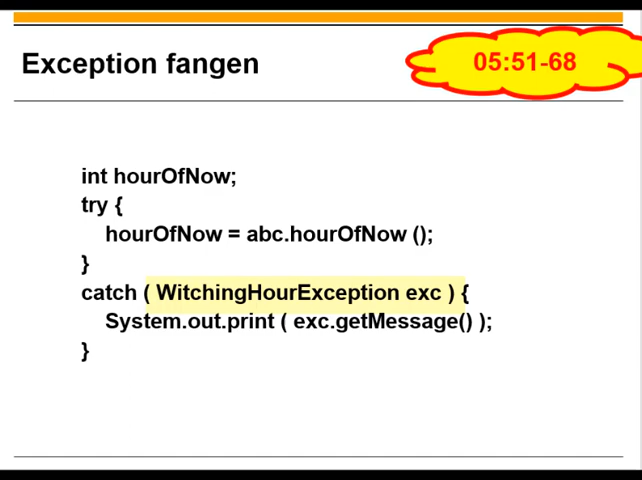 Exception fangen
05:51-68
int hourOfNow;
try {
hourOfNow = abc.hourOfNow ();
}
catch ( WitchingHourException exc ) {
System.out.print ( exc.getMessage() );
}